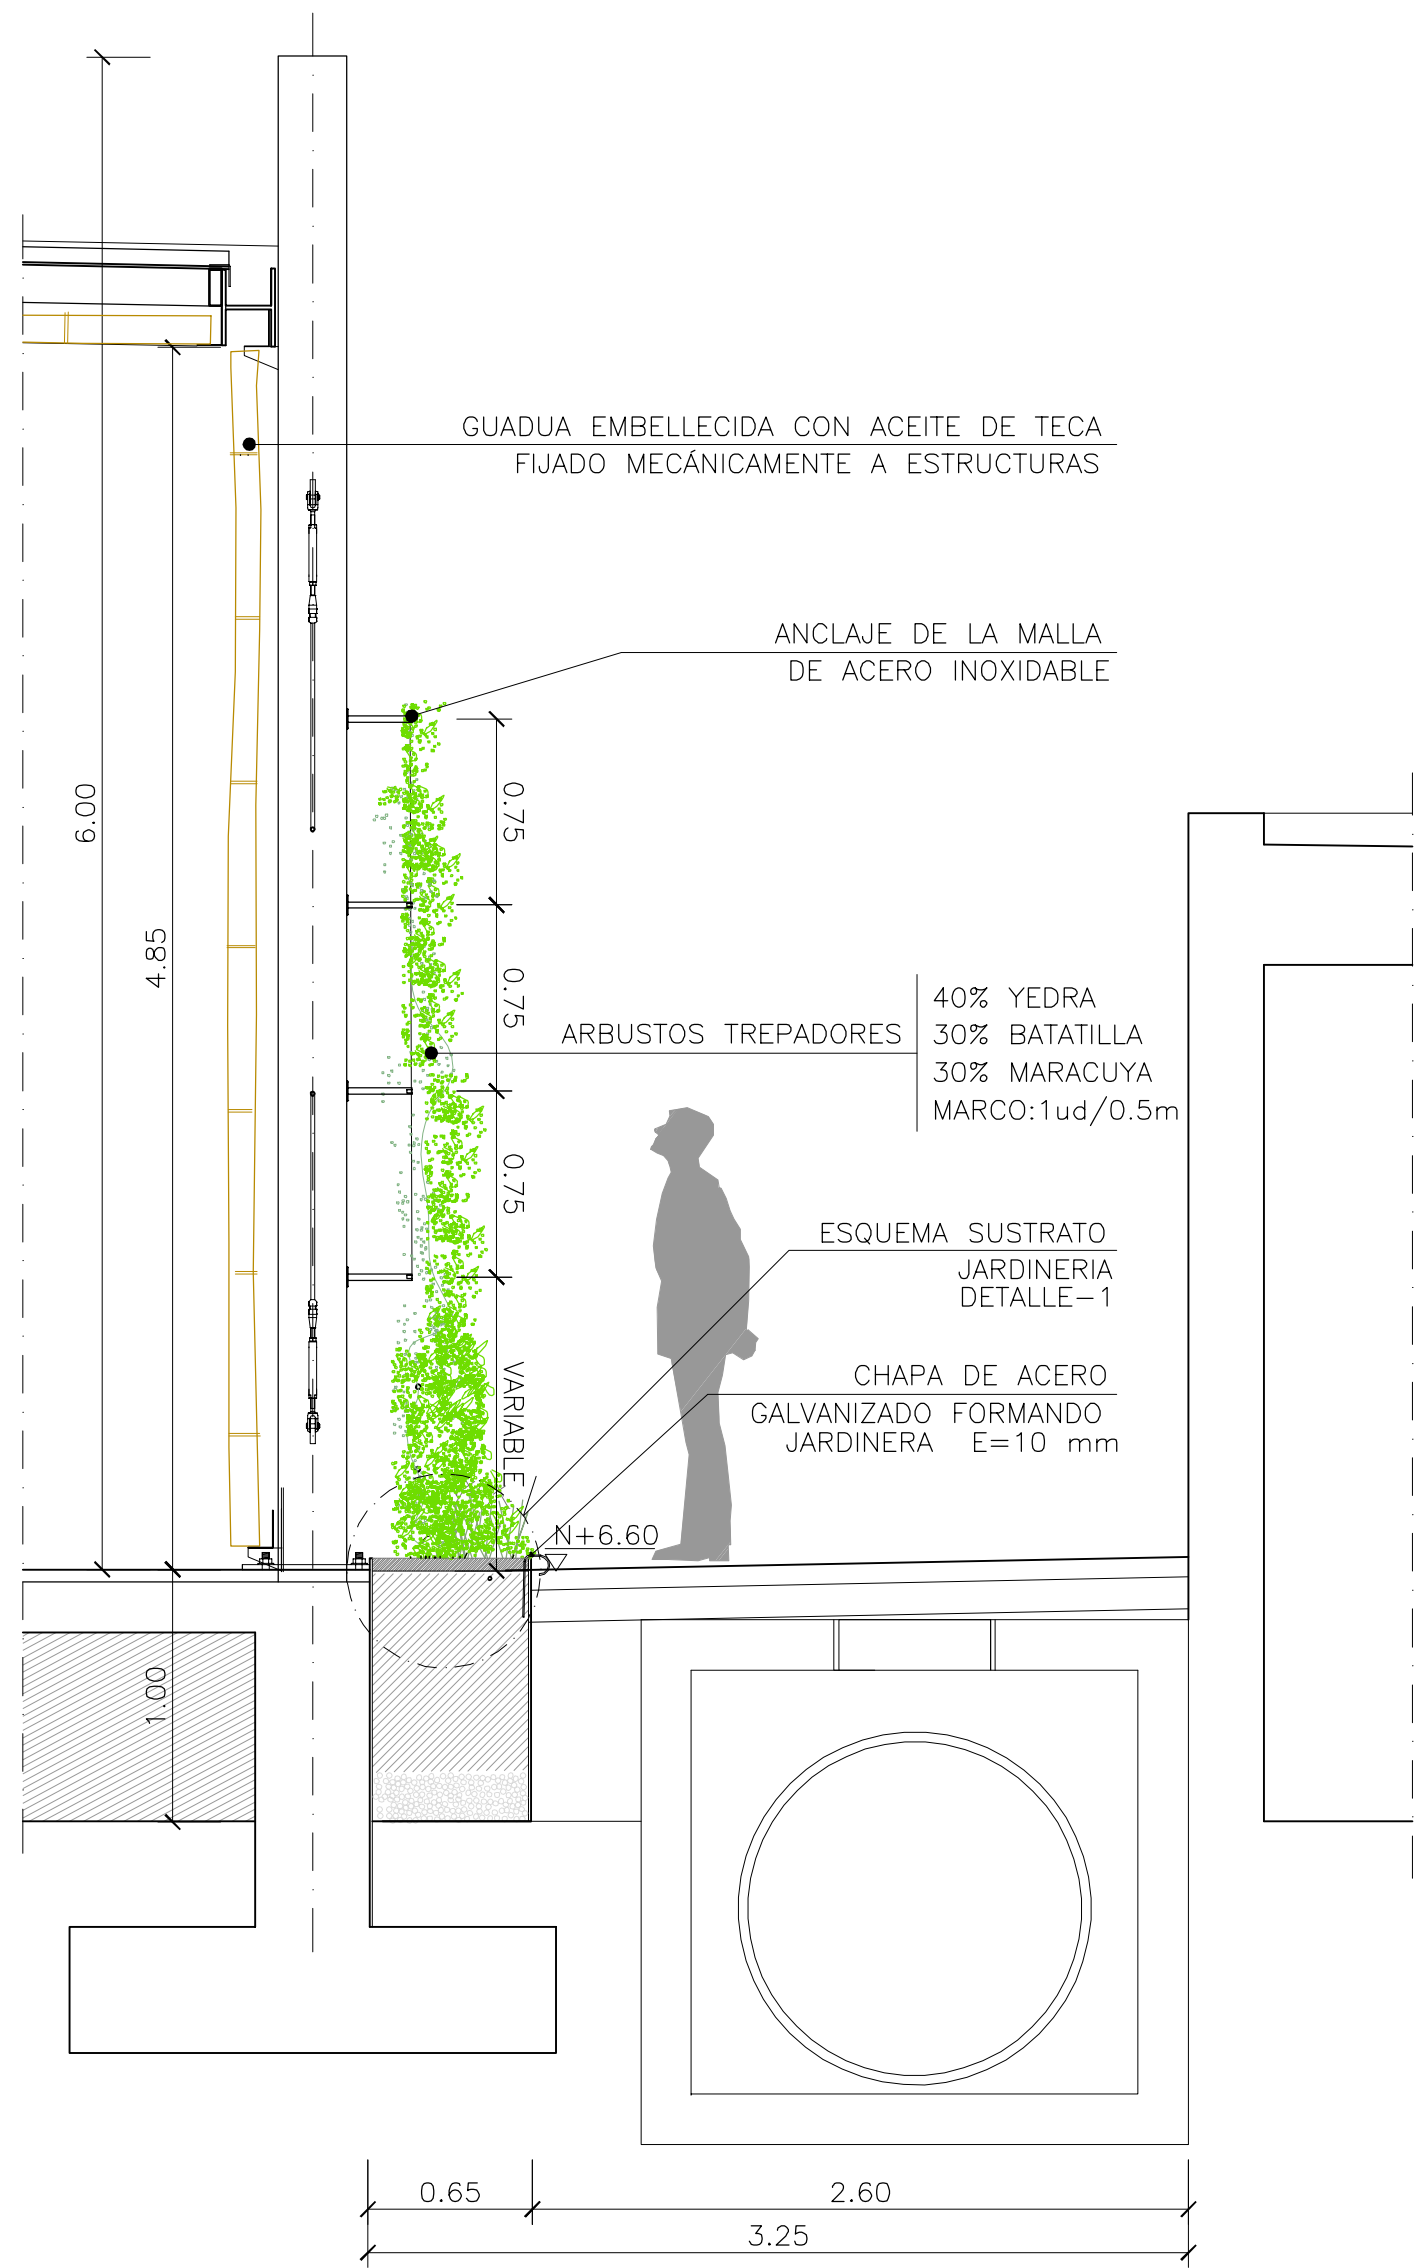 GUADUA EMBELLECIDA CON ACEITE DE TECA
FIJADO MECÁNICAMENTE A ESTRUCTURAS
ANCLAJE DE LA MALLA
DE ACERO INOXIDABLE
6.00
0.75
4.85
0.75
ARBUSTOS TREPADORES
40% YEDRA
30% BATATILLA
30% MARACUYA
MARCO:1ud/0.5m
0.75
ESQUEMA SUSTRATO
JARDINERIA
DETALLE-1
VARIABLE
CHAPA DE ACERO
GALVANIZADO FORMANDO
JARDINERA E=10 mm
N+6.60
1.00
0.65
2.60
3.25